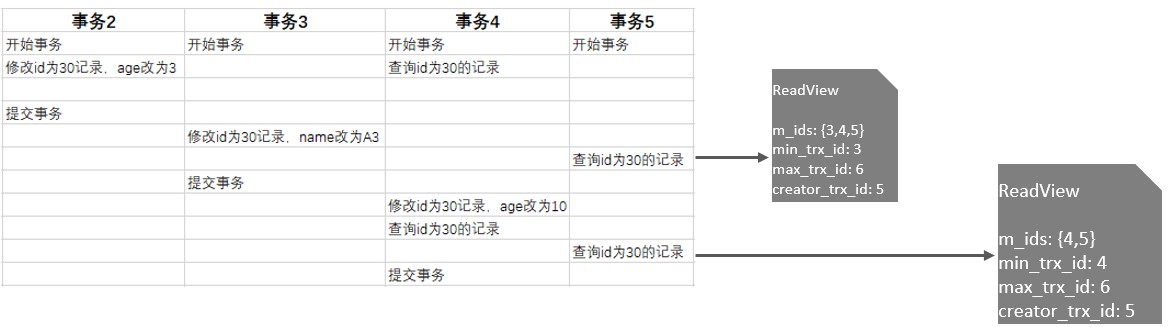 事务2 事务3 事务4 事务5
开始事务 开始事务 开始事务 开始事务
修改id为30记录，age改为3 查询id为30的记录
提交事务
修改id为30记录，name改为A3
查询id为30的记录
提交事务
修改id为30记录，age改为10
查询id为30的记录
查询id为30的记录
提交事务
ReadView
m_ids: {3,4,5}
min_trx_id: 3
max_trx_id: 6
creator_trx_id: 5
ReadView
m_ids: {4,5}
min_trx_id: 4
max_trx_id: 6
creator_trx_id: 5